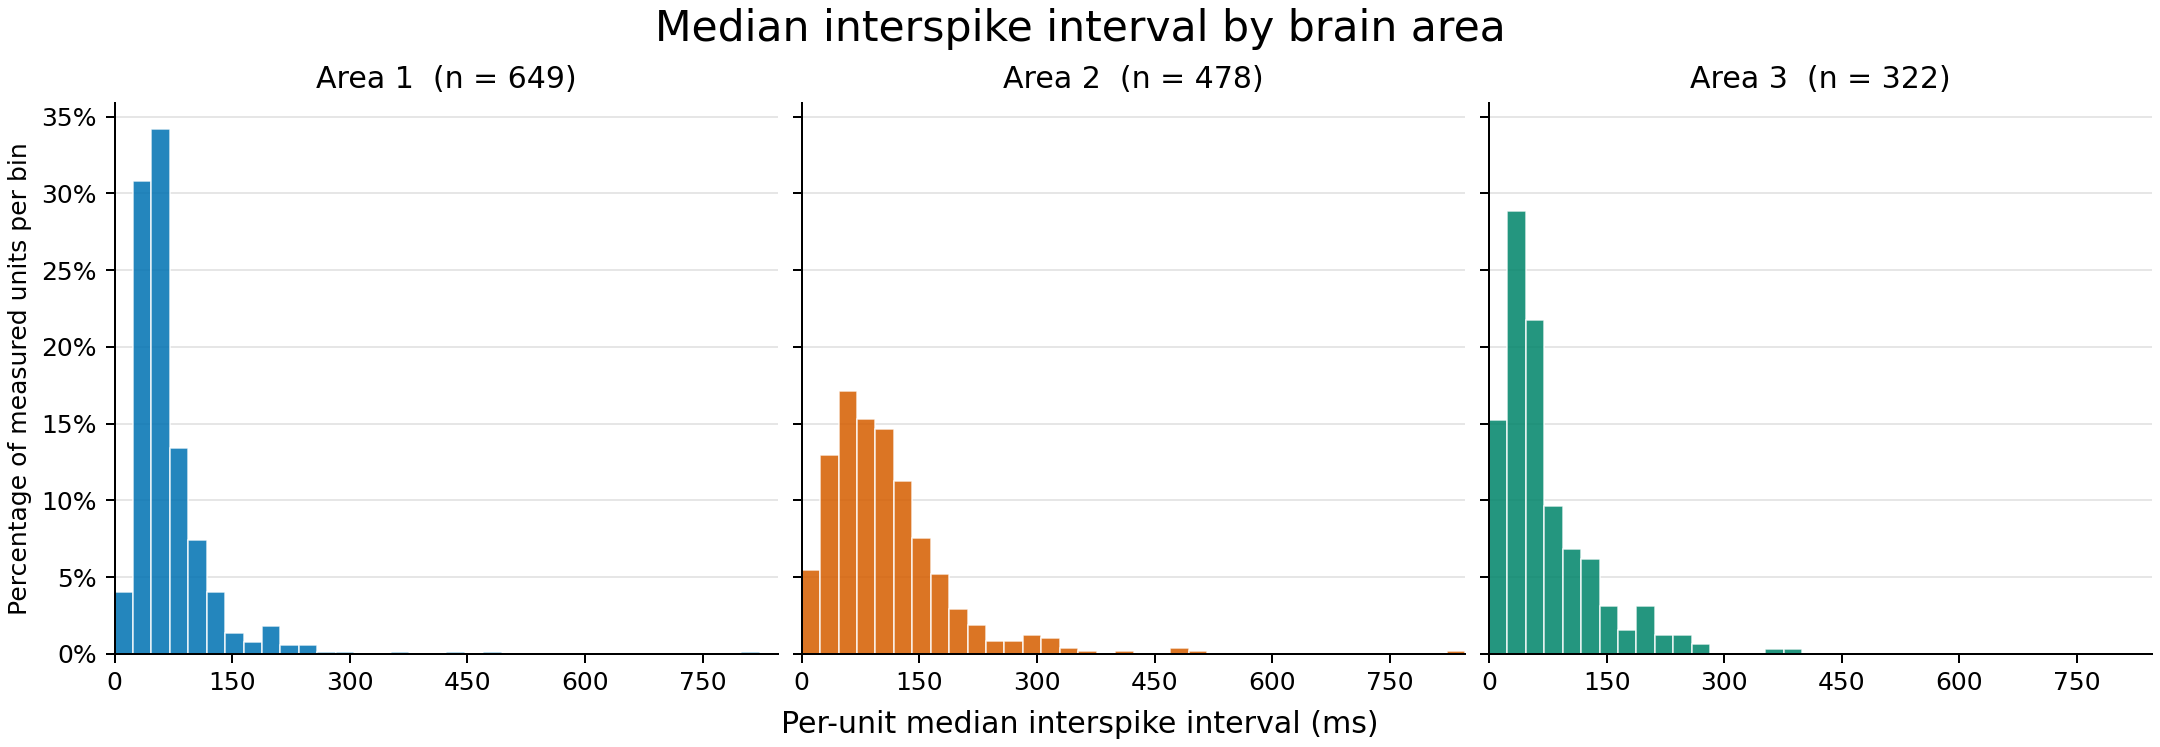 Median interspike interval by brain area
Area 1 (n = 649)
Area 2 (n = 478)
Area 3 (n = 322)
Percentage of measured units per bin
35%
30%
25%
20%
15%
10%
5%
0%
0 150 300 450 600 750
0 150 300 450 600 750
0 150 300 450 600 750
Per-unit median interspike interval (ms)